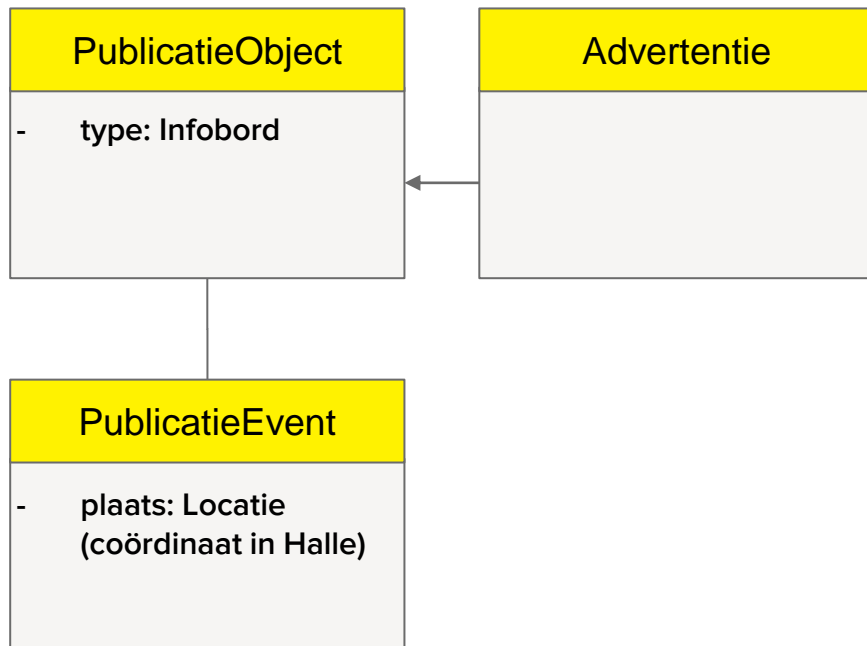 PublicatieObject
- type: Infobord
Advertentie
PublicatieEvent
- plaats: Locatie
(coördinaat in Halle)